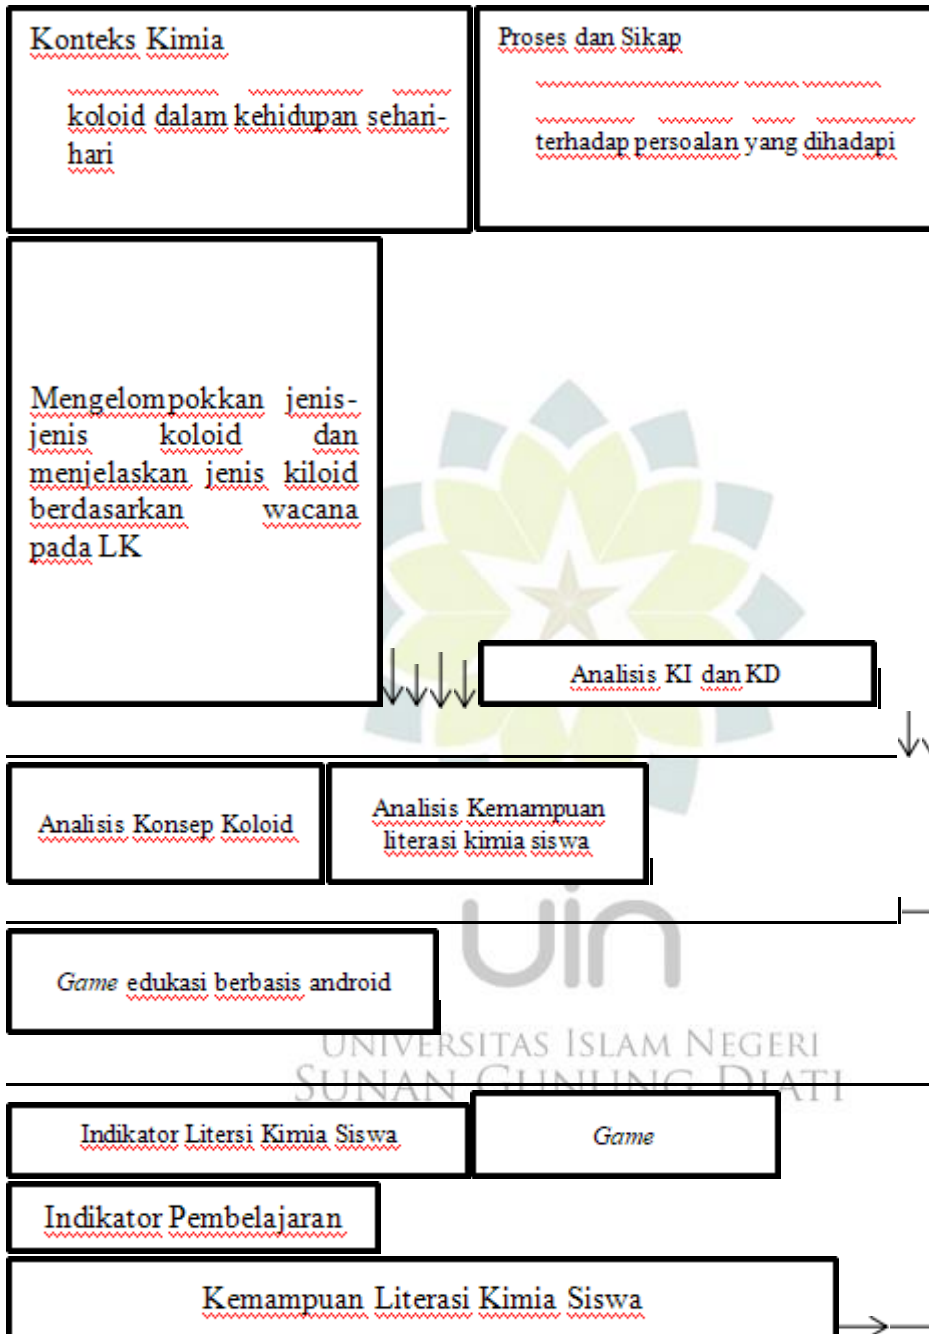 Konteks Kimia
koloid dalam kehidupan sehari-
hari
Proses dan Sikap
terhadap persoalan yang dihadapi
Mengelompokkan jenis-
jenis koloid dan
menjelaskan jenis kiloid
berdasarkan wacana
pada LK
Analisis KI dan KD
Analisis Konsep Koloid
Analisis Kemampuan
literasi kimia siswa
uin
Game edukasi berbasis android
UNIVERSITAS ISLAM NEGERI
SUNAN GUNUNG DJATI
Indikator Litersi Kimia Siswa
Game
Indikator Pembelajaran
Kemampuan Literasi Kimia Siswa